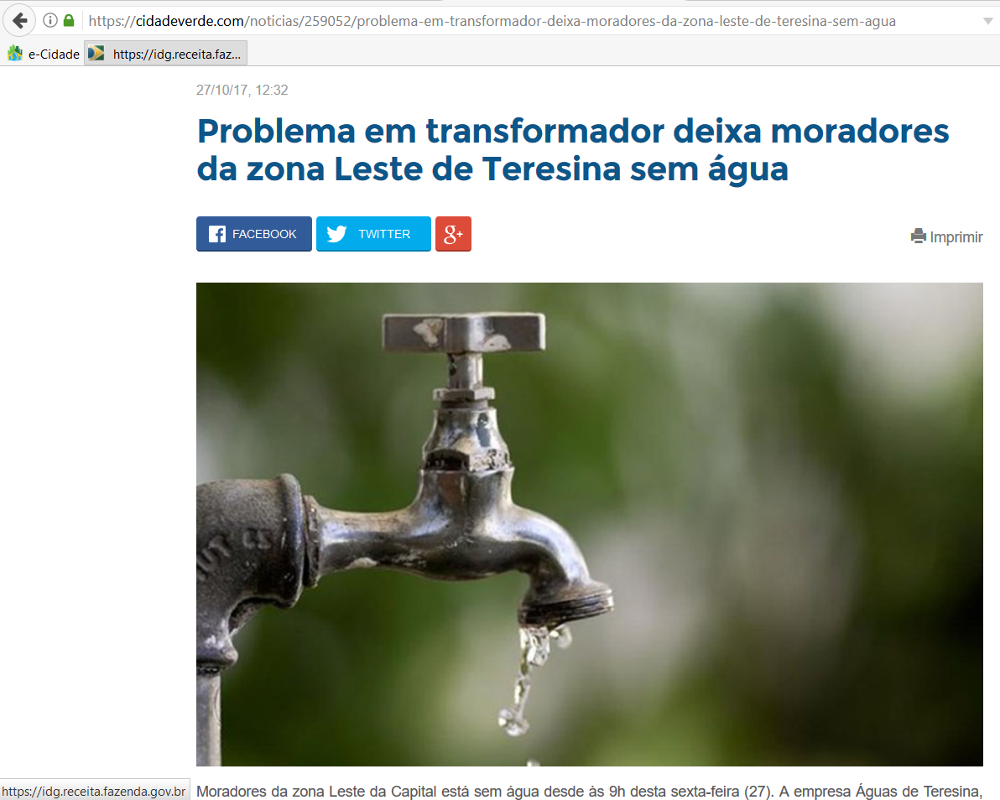 https://cidadeverde.com/noticias/259052/problema-em-transformador-deixa-moradores-da-zona-leste-de-teresina-sem-agua
e-Cidade
https://idg.receita.faz...
27/10/17, 12:32
Problema em transformador deixa moradores
da zona Leste de Teresina sem água
FACEBOOK
TWITTER
g+
Imprimir
https://idg.receita.fazenda.gov.br
Moradores da zona Leste da Capital está sem água desde às 9h desta sexta-feira (27). A empresa Águas de Teresina,